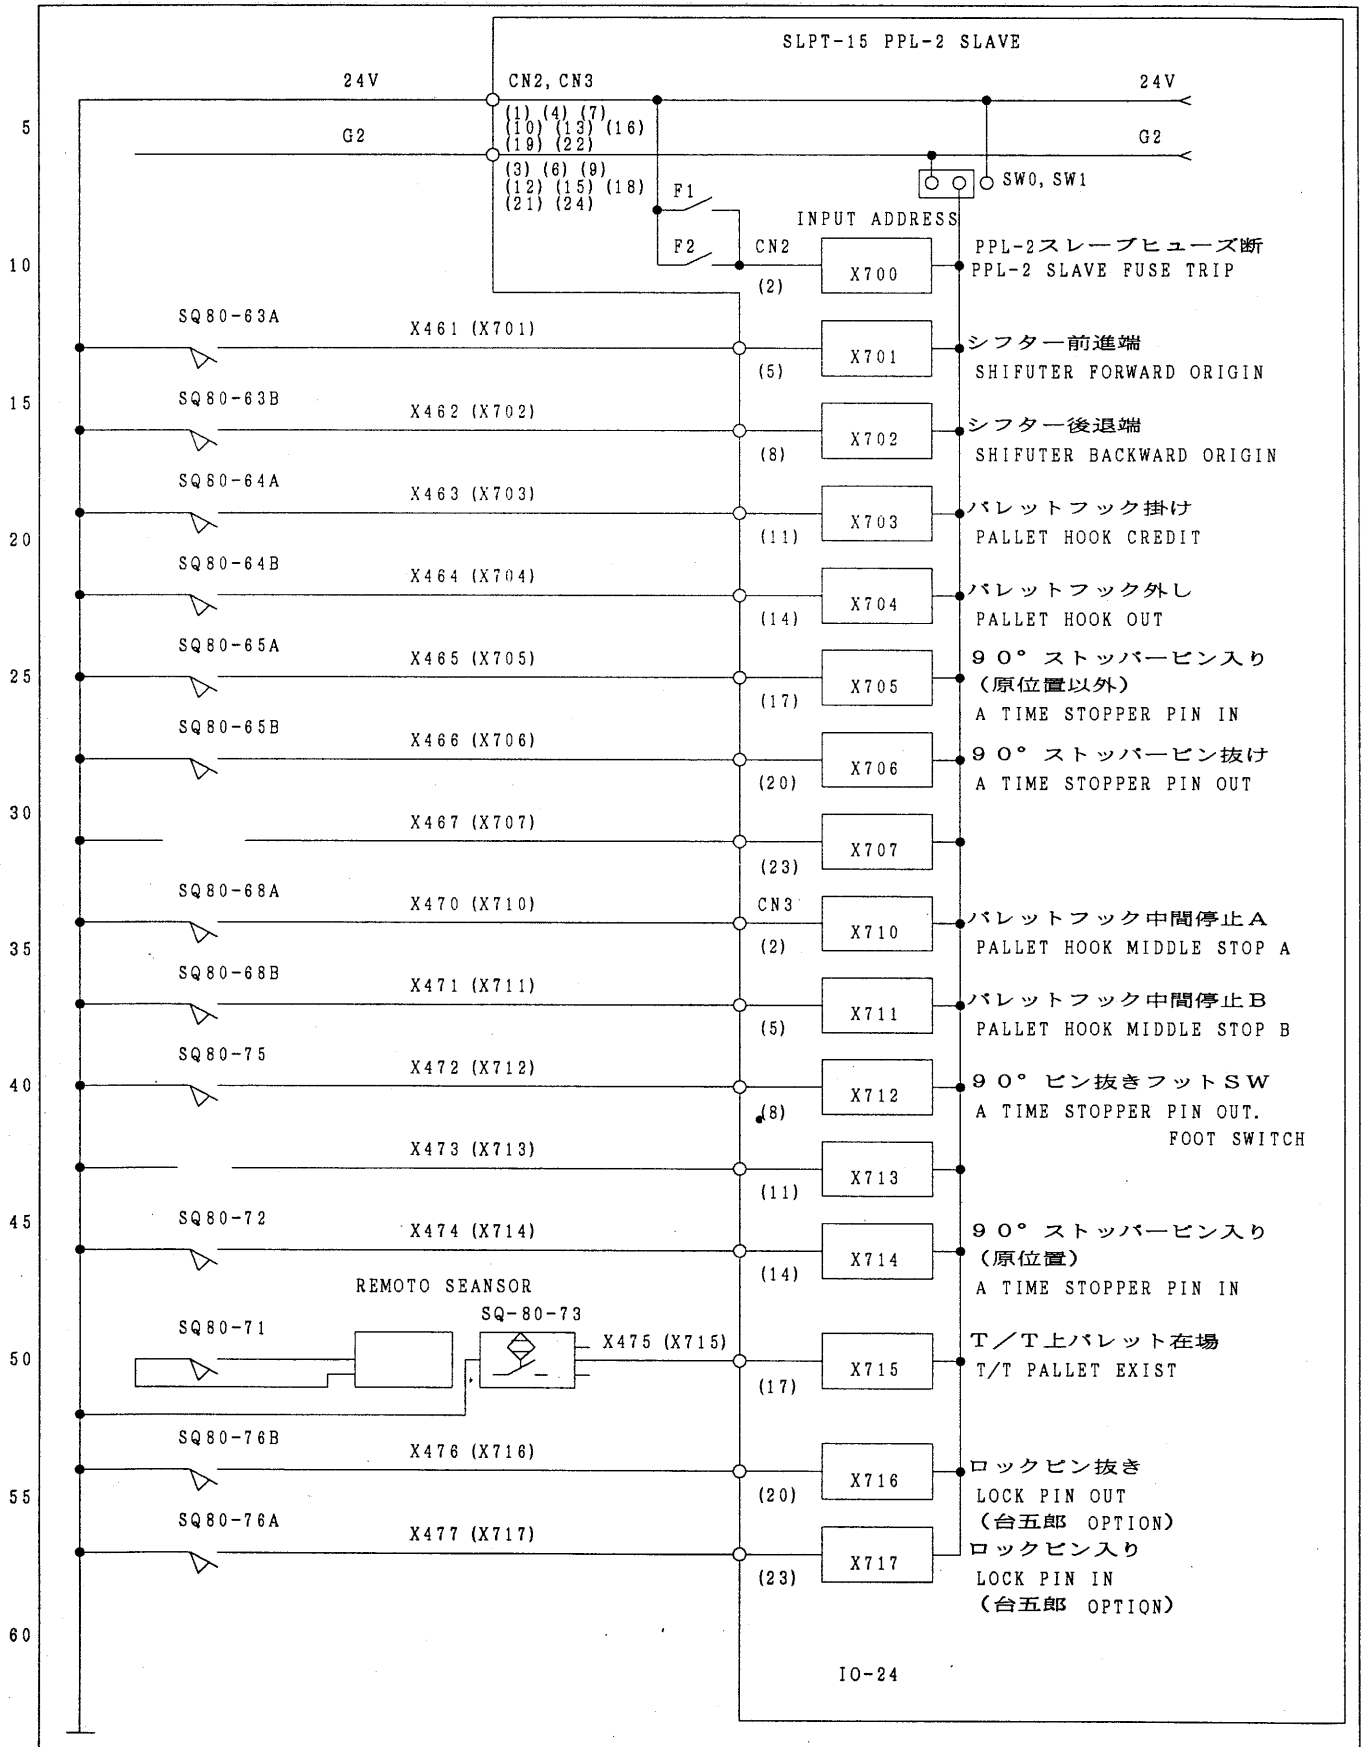 SLPT-15 PPL-2 SLAVE
24V
CN2, CN3
24V
(1) (4) (7)
(10) (13) (16)
(19) (22)
5
G2
G2
(3) (6) (9)
(12) (15) (18)
(21) (24)
SW0, SW1
F1
INPUT ADDRESS
F2
CN2
10
(2)
X700
PPL-2スレーブヒューズ断
PPL-2 SLAVE FUSE TRIP
SQ80-63A
X461 (X701)
(5)
X701
シフター前進端
SHIFUTER FORWARD ORIGIN
15
SQ80-63B
X462 (X702)
(8)
X702
シフター後退端
SHIFUTER BACKWARD ORIGIN
SQ80-64A
X463 (X703)
(11)
X703
パレットフック掛け
PALLET HOOK CREDIT
20
SQ80-64B
X464 (X704)
(14)
X704
パレットフック外し
PALLET HOOK OUT
SQ80-65A
X465 (X705)
25
(17)
X705
90° ストッパーピン入り
(原位置以外)
A TIME STOPPER PIN IN
SQ80-65B
X466 (X706)
(20)
X706
90° ストッパーピン抜け
A TIME STOPPER PIN OUT
30
X467 (X707)
(23)
X707
SQ80-68A
X470 (X710)
CN3
(2)
X710
パレットフック中間停止A
PALLET HOOK MIDDLE STOP A
35
SQ80-68B
X471 (X711)
(5)
X711
パレットフック中間停止B
PALLET HOOK MIDDLE STOP B
SQ80-75
X472 (X712)
40
(8)
X712
90° ピン抜きフットSW
A TIME STOPPER PIN OUT.
FOOT SWITCH
X473 (X713)
(11)
X713
45
SQ80-72
X474 (X714)
(14)
X714
90° ストッパーピン入り
(原位置)
A TIME STOPPER PIN IN
REMOTO SEANSOR
SQ80-71
SQ-80-73
X475 (X715)
50
(17)
X715
T/T上パレット在場
T/T PALLET EXIST
SQ80-76B
X476 (X716)
55
(20)
X716
ロックピン抜き
LOCK PIN OUT
(台五郎 OPTION)
SQ80-76A
X477 (X717)
(23)
X717
ロックピン入り
LOCK PIN IN
(台五郎 OPTION)
60
IO-24